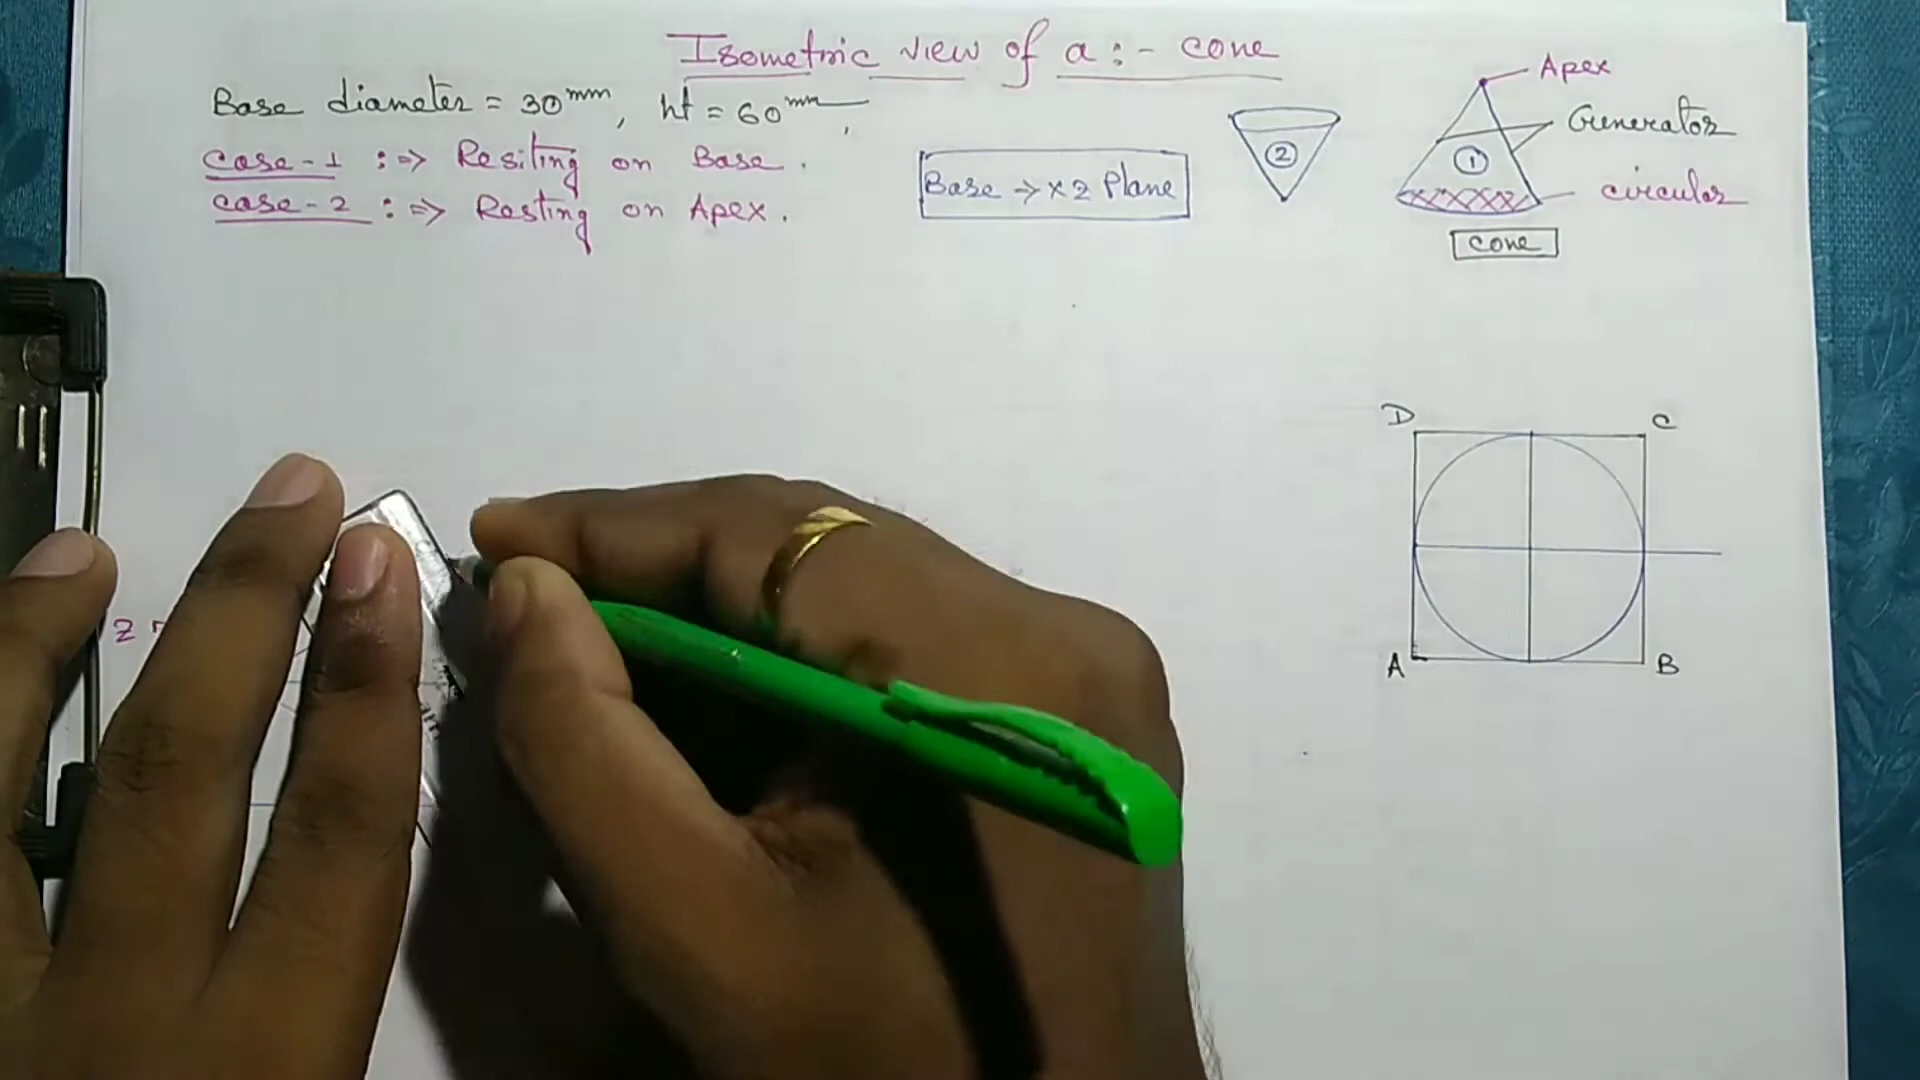 Isometric view of a :- cone
Base diameter = 30mm, ht = 60mm,
case-1 :=> Resiting on Base.
case-2 :=> Resting on Apex.
Base → xz Plane
②
Apex
Generator
①
circular
cone
D C
A B
z